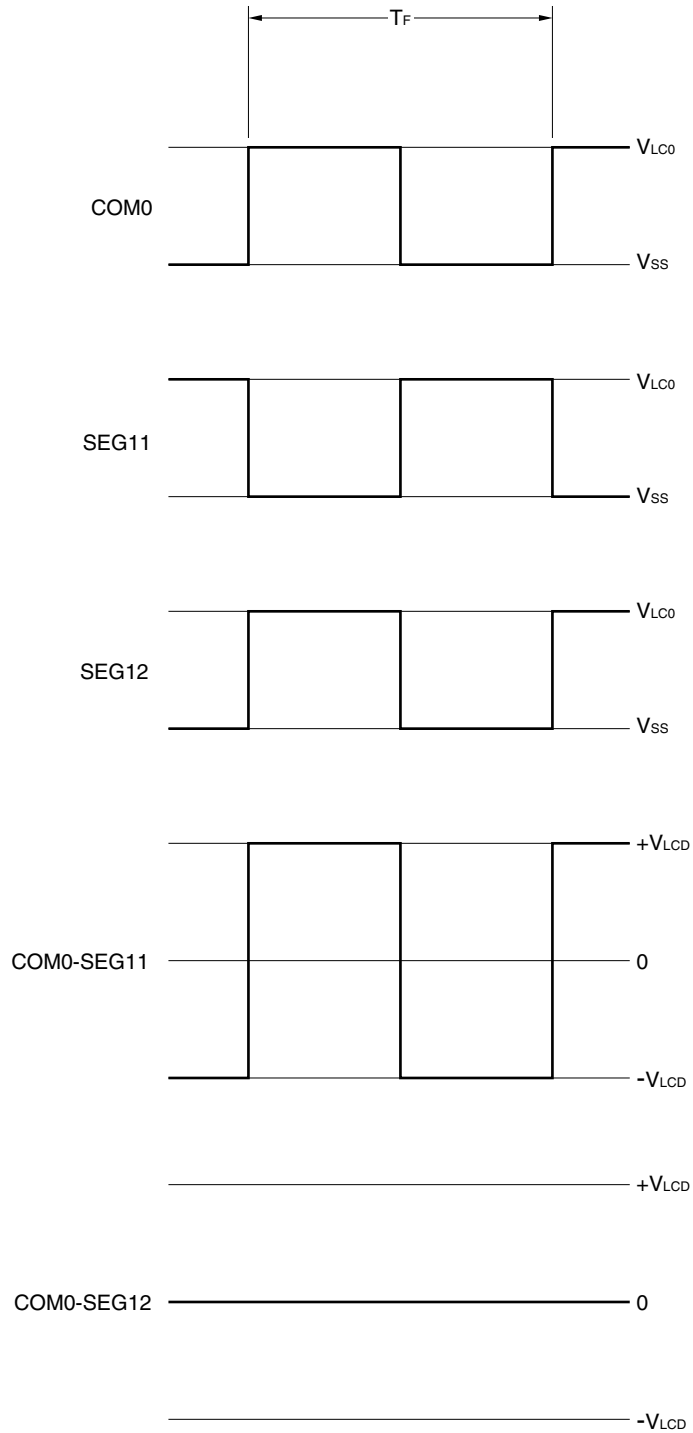 TF
VLC0
COM0
VSS
VLC0
SEG11
VSS
VLC0
SEG12
VSS
+VLCD
COM0-SEG11
0
-VLCD
+VLCD
COM0-SEG12
0
-VLCD